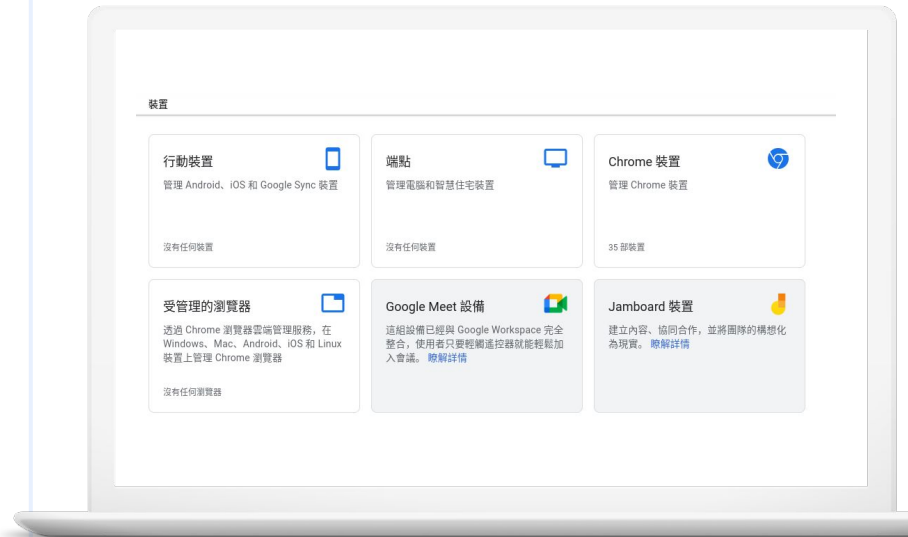 裝置
行動裝置
管理 Android、iOS 和 Google Sync 裝置
沒有任何裝置
端點
管理電腦和智慧住宅裝置
沒有任何裝置
Chrome 裝置
管理 Chrome 裝置
35 部裝置
受管理的瀏覽器
透過 Chrome 瀏覽器雲端管理服務，在
Windows、Mac、Android、iOS 和 Linux
裝置上管理 Chrome 瀏覽器
沒有任何瀏覽器
Google Meet 設備
這組設備已經與 Google Workspace 完全
整合，使用者只要輕觸遙控器就能輕鬆加
入會議。 瞭解詳情
Jamboard 裝置
建立內容、協同合作，並將團隊的構想化
為現實。 瞭解詳情